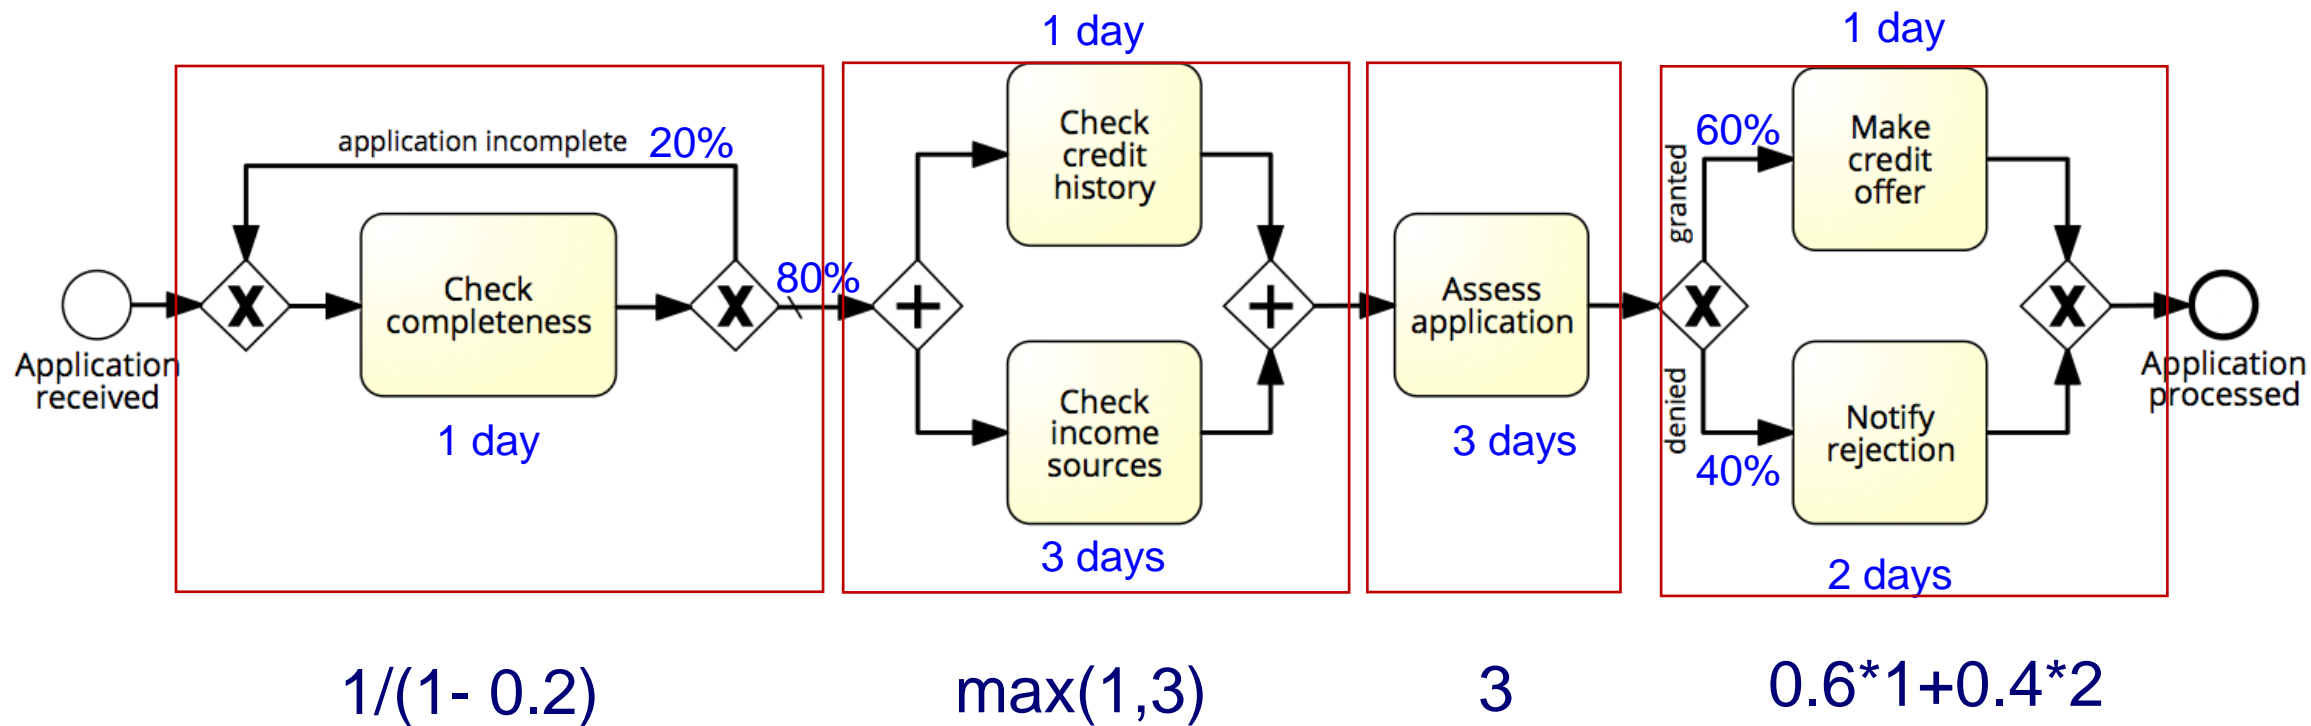 1 day
1 day
application incomplete 20%
Check
credit
history
60%
granted
Make
credit
offer
80%
Check
completeness
Assess
application
Application
received
Application
processed
1 day
Check
income
sources
3 days
denied
40%
Notify
rejection
3 days
2 days
1/(1- 0.2)
max(1,3)
3
0.6*1+0.4*2